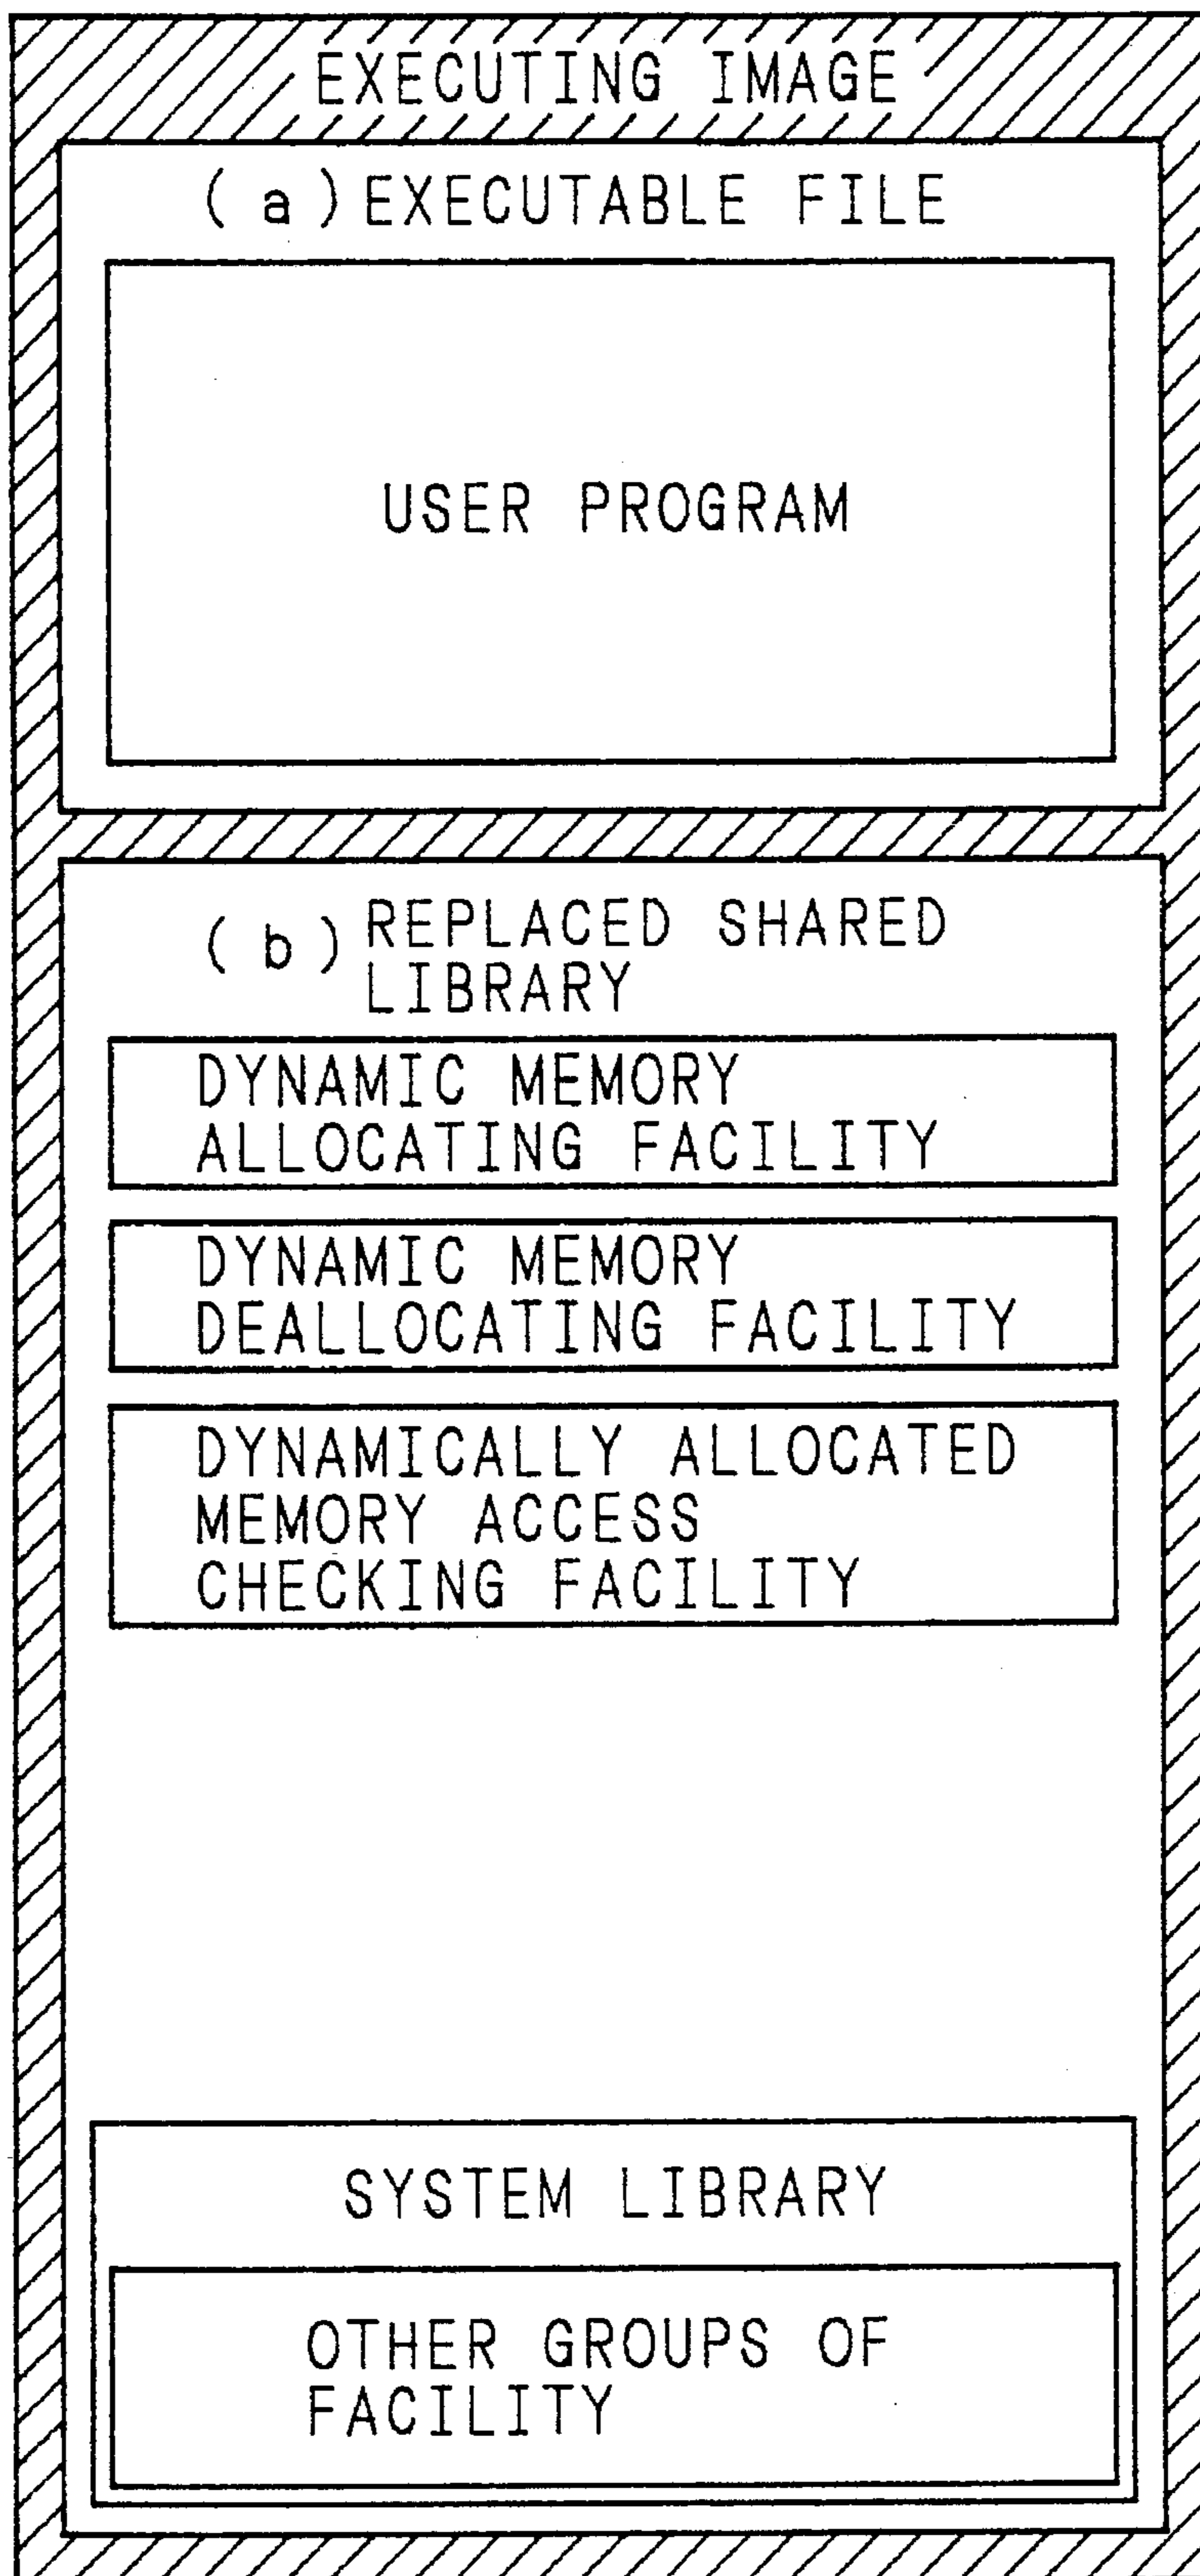 EXECUTING IMAGE
(a) EXECUTABLE FILE
USER PROGRAM
(b) REPLACED SHARED
LIBRARY
DYNAMIC MEMORY
ALLOCATING FACILITY
DYNAMIC MEMORY
DEALLOCATING FACILITY
DYNAMICALLY ALLOCATED
MEMORY ACCESS
CHECKING FACILITY
SYSTEM LIBRARY
OTHER GROUPS OF
FACILITY